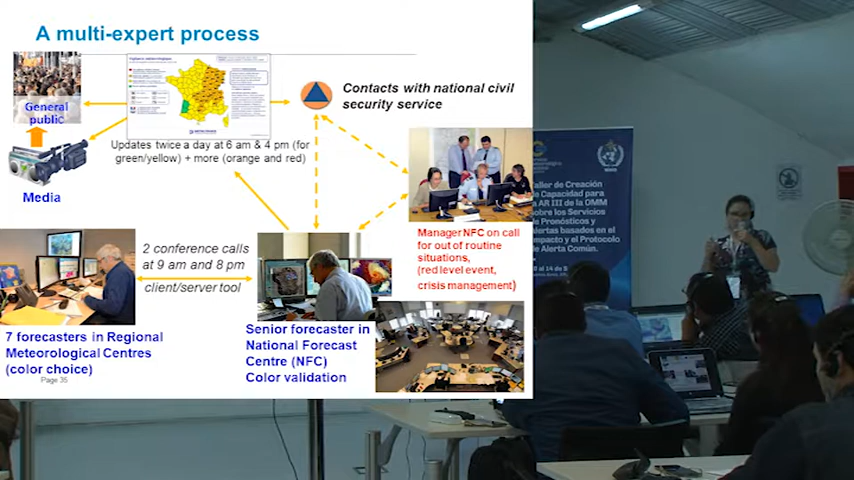 A multi-expert process
General
public
Media
Updates twice a day at 6 am & 4 pm (for
green/yellow) + more (orange and red)
Contacts with national civil
security service
Manager NFC on call
for out of routine
situations,
(red level event,
crisis management)
2 conference calls
at 9 am and 8 pm
client/server tool
7 forecasters in Regional
Meteorological Centres
(color choice)
Page 35
Senior forecaster in
National Forecast
Centre (NFC)
Color validation
Taller de Creación
de Capacidad para
la AR III de la OMM
sobre los Servicios
de Pronósticos y
Alertas basados en el
Impacto y el Protocolo
de Alerta Común.